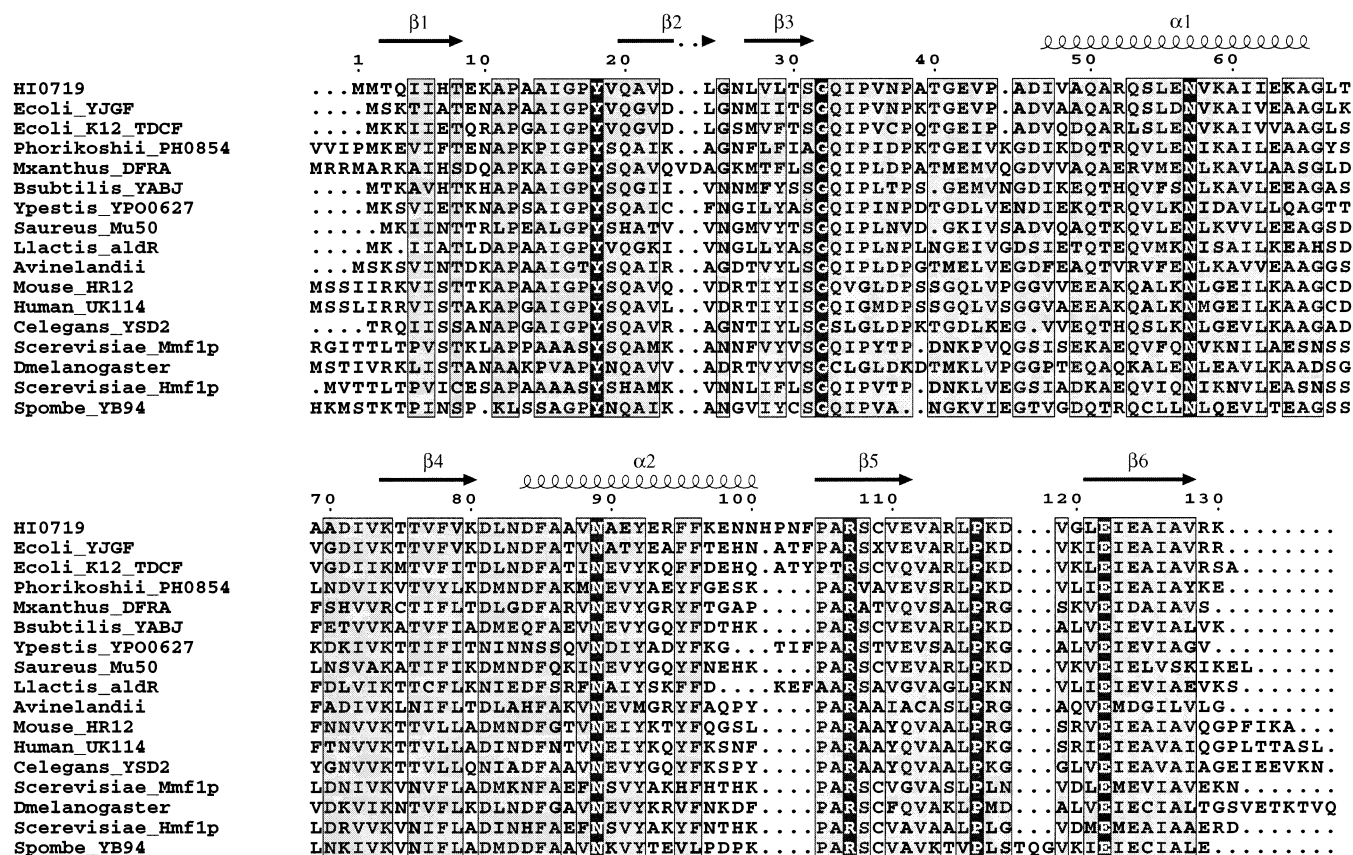 β1 β2 β3 α1
1 10 20 30 40 50 60
HI0719 ...MMTQIIHTEKAPAAIGPYVQAVD..LGNLVLTSGQIPVNPATGEVP.ADIVAQARQSLENVKAIIEKAGLT
Ecoli_YJGF ....MSKTIATEKAPAAIGPYVQGVD..LGNMIITSGQIPVNPKTGEVP.ADVAAQARQSLDNVKAIVEAAGLK
Ecoli_K12_TDCF ....MKKIIETQRAPGAIGPYVQGVD..LGSMVFTSGQIPVCPQTGEIP.ADVQDQARLSLENVKAIVVAAGLS
Phorikoshii_PH0854 VVIPMKEVIFTENAPKPIGPYSQAIK..AGNFLFIAGQIPIDPKTGEIVKGDIKDQTRQVLENIKAILEAAGYS
Mxanthus_DFRA MRRMARKAIHSDQAPKAIGPYSQAVQVDAGKMTFLSGQIPLDPATMEMVQGDVVAQAERVMENLKAVLAASGLD
Bsubtilis_YABJ ....MTKAVHTKHAPAAIGPYSQGII..VNNMFYSSGQIPLTPS.GEMVNGDIKEQTHQVFSNLKAVLEEAGAS
Ypestis_YPO0627 ....MKSVIETKNAPSAIGPYSQAIC..FNGILYASGQIPINPDTGDLVENDIEKQTRQVLKNIDAVLLQAGTT
Saureus_Mu50 ....MKIINTTRLPEALGPYSHATV..VNGMVYTSGQIPLNVD.GKIVSADVQAQTKQVLENLKVVLEEAGSD
Llactis_aldR ....MK.IIATLDAPAAIGPYVQGKI..VNGLLYASGQIPLNPLNGEIVGDSIETQTEQVMKNISAILKEAHSD
Avinelandii ...MSKSVINTDKAPAAIGTYSQAIR..AGDTVYLSGQIPLDPGTMELVEGDFEAQTVRVFENLKAVVEAAGGS
Mouse_HR12 MSSIIRKVISTTKAPAAIGPYSQAVQ..VDRTIYISGQVGLDPSSGQLVPGGVVEEAKQALKNLGEILKAAGCD
Human_UK114 MSSLIRRVISTAKAPGAIGPYSQAVL..VDRTIYISGQIGMDPSSGQLVSGGVAEEAKQALKNMGEILKAAGCD
Celegans_YSD2 ....TRQIISSANAPGAIGPYSQAVR..AGNTIYLSGSLGLDPKTGDLKEG.VVEQTHQSLKNLGEVLKAAGAD
Scerevisiae_Mmf1p RGITTLTPVSTKLAPPAAASYSQAMK..ANNFVYVSGQIPYTP.DNKPVQGSISEKAEQVFQNVKNILAESNSS
Dmelanogaster MSTIVRKLISTANAAKPVAPYNQAVV..ADRTVYVSGCLGLDKDTMKLVPGGPTEQAQKALENLEAVLKAADSG
Scerevisiae_Hmf1p .MVTTLTPVICESAPAAAASYSHAMK..VNNLIFLSGQIPVTP.DNKLVEGSIADKAEQVIQNIKNVLEASNSS
Spombe_YB94 HKMSTKTPINSP.KLSSAGPYNQAIK..ANGVIYCSGQIPVA..NGKVIEGTVGDQTRQCLLNLQEVLTEAGSS
β4 α2 β5 β6
70 80 90 100 110 120 130
HI0719 AADIVKTTVFVKDLNDFAAVNAEYERFFKENNHPNFPARSCVEVARLPKD...VGLEIEAIAVRK........
Ecoli_YJGF VGDIVKTTVFVKDLNDFATVNATYEAFFTEHN.ATFPARSXVEVARLPKD...VKIEIEAIAVRR........
Ecoli_K12_TDCF VGDIIKMTVFITDLNDFATINEVYKQFFDEHQ.ATYPTRSCVQVARLPKD...VKLEIEAIAVRSA.......
Phorikoshii_PH0854 LNDVIKVTVYLKDMNDFAKMNEVYAEYFGESK....PARVAVEVSRLPKD...VLIEIEAIAYKE........
Mxanthus_DFRA FSHVVRCTIFLTDLGDFARVNEVYGRYFTGAP....PARATVQVSALPRG...SKVEIDAIAVS.........
Bsubtilis_YABJ FETVVKATVFIADMEQFAEVNEVYGQYFDTHK....PARSCVEVARLPKD...ALVEIEVIALVK........
Ypestis_YPO0627 KDKIVKTTIFITNINNSSQVNDIYADYFKG...TIFPARSTVEVSALPKG...ALVEIEVIAGV.........
Saureus_Mu50 LNSVAKATIFIKDMNDFQKINEVYGQYFNEHK....PARSCVEVARLPKD...VKVEIELVSKIKEL......
Llactis_aldR FDLVIKTTCFLKNIEDFSRFNAIYSKFFD....KEFAARSAVGVAGLPKN...VLIEIEVIAEVKS.......
Avinelandii FADIVKLNIFLTDLAHFAKVNEVMGRYFAQPY....PARAAIACASLPRG...AQVEMDGILVLG........
Mouse_HR12 FNNVVKTTVLLADMNDFGTVNEIYKTYFQGSL....PARAAYQVAALPRG...SRVEIEAIAVQGPFIKA...
Human_UK114 FTNVVKTTVLLADINDFNTVNEIYKQYFKSNF....PARAAYQVAALPKG...SRIEIEAVAIQGPLTTASL.
Celegans_YSD2 YGNVVKTTVLLQNIADFAAVNEVYGQYFKSPY....PARAAYQVAALPKG...GLVEIEAIAIAGEIEEVKN.
Scerevisiae_Mmf1p LDNIVKVNVFLADMKNFAEFNSVYAKHFHTHK....PARSCVGVASLPLN...VDLEMEVIAVEKN.......
Dmelanogaster VDKVIKNTVFLKDLNDFGAVNEVYKRVFNKDF....PARSCFQVAKLPMD...ALVEIECIALTGSVETKTVQ
Scerevisiae_Hmf1p LDRVVKVNIFLADINHFAEFNSVYAKYFNTHK....PARSCVAVAALPLG...VDMEMEAIAAERD.......
Spombe_YB94 LNKIVKVNIFLADMDDFAAVNKVYTEVLPDPK....PARSCVAVKTVPLSTQGVKIEIECIALE.........